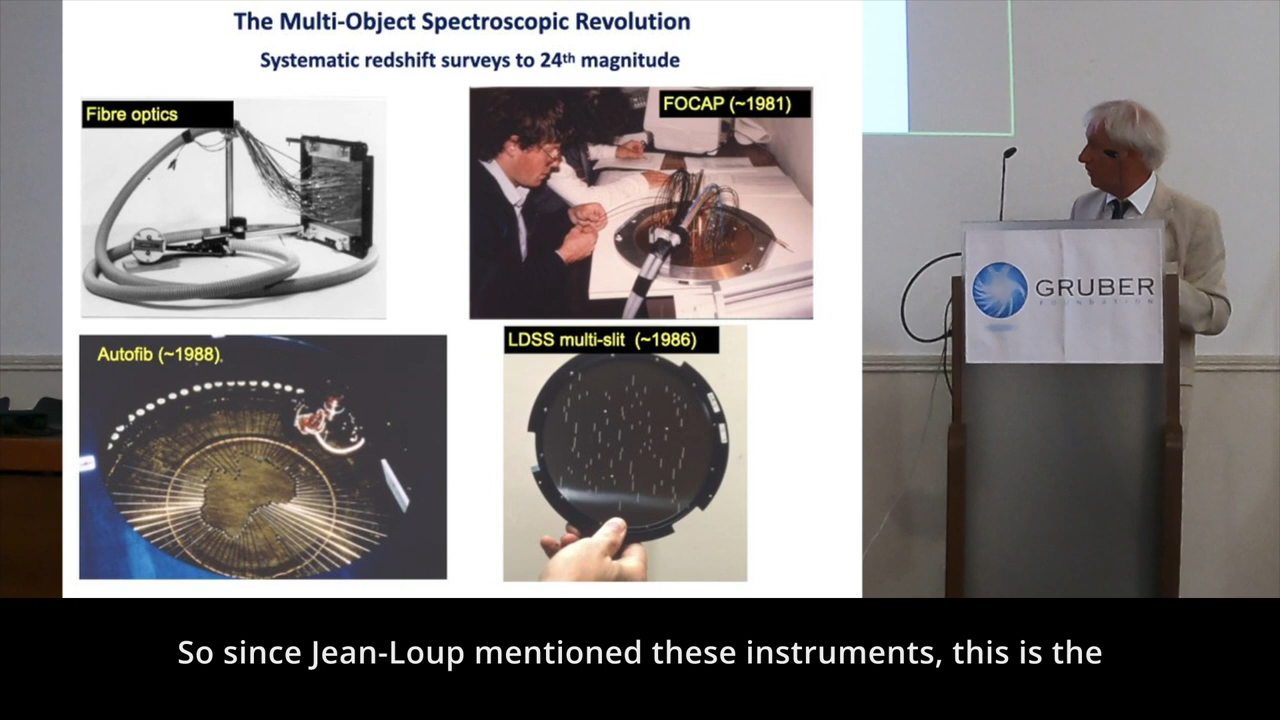 The Multi-Object Spectroscopic Revolution
Systematic redshift surveys to 24th magnitude
Fibre optics
FOCAP (~1981)
Autofib (~1988).
LDSS multi-slit (~1986)
GRUBER
FOUNDATION
So since Jean-Loup mentioned these instruments, this is the